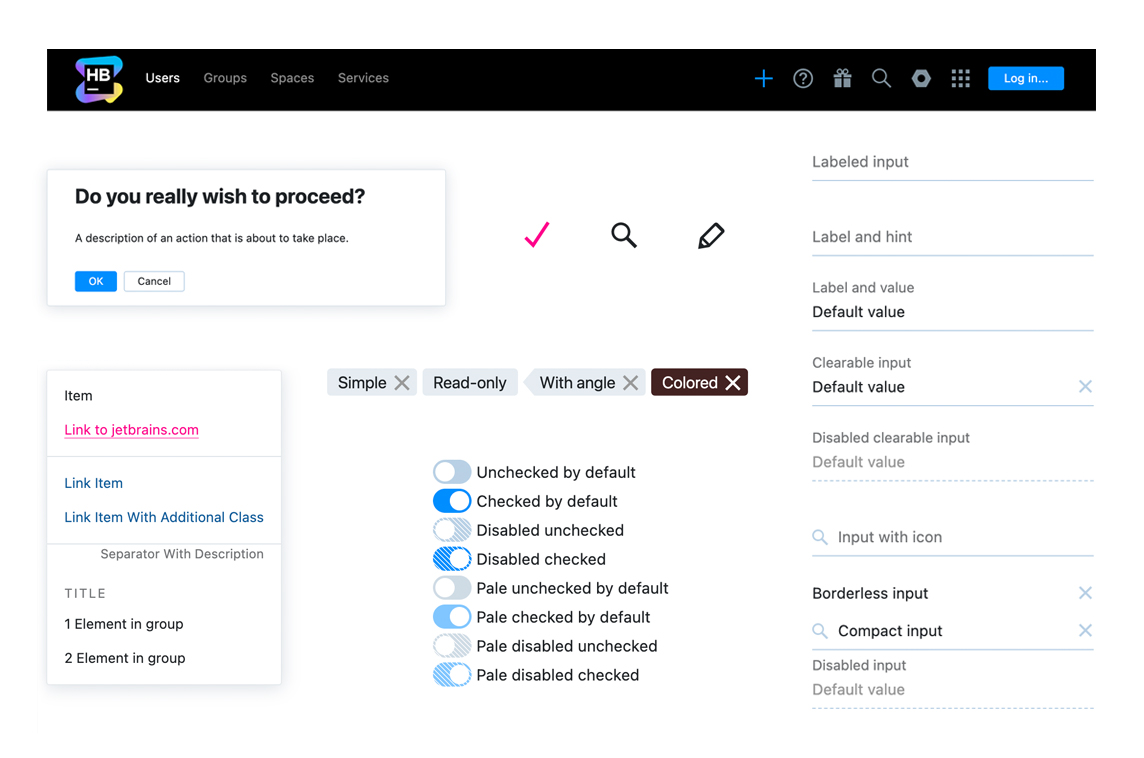 HB Users Groups Spaces Services Log in...
Do you really wish to proceed?
A description of an action that is about to take place.
OK Cancel
Item
Link to jetbrains.com
Link Item
Link Item With Additional Class
Separator With Description
TITLE
1 Element in group
2 Element in group
Simple Read-only With angle Colored
Unchecked by default
Checked by default
Disabled unchecked
Disabled checked
Pale unchecked by default
Pale checked by default
Pale disabled unchecked
Pale disabled checked
Labeled input
Label and hint
Label and value
Default value
Clearable input
Default value
Disabled clearable input
Default value
Input with icon
Borderless input
Compact input
Disabled input
Default value